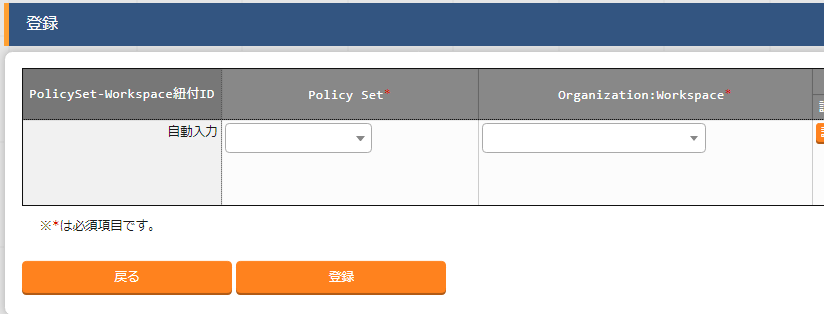 登録
PolicySet-Workspace紐付ID
Policy Set*
Organization:Workspace*
自動入力
※*は必須項目です。
戻る
登録